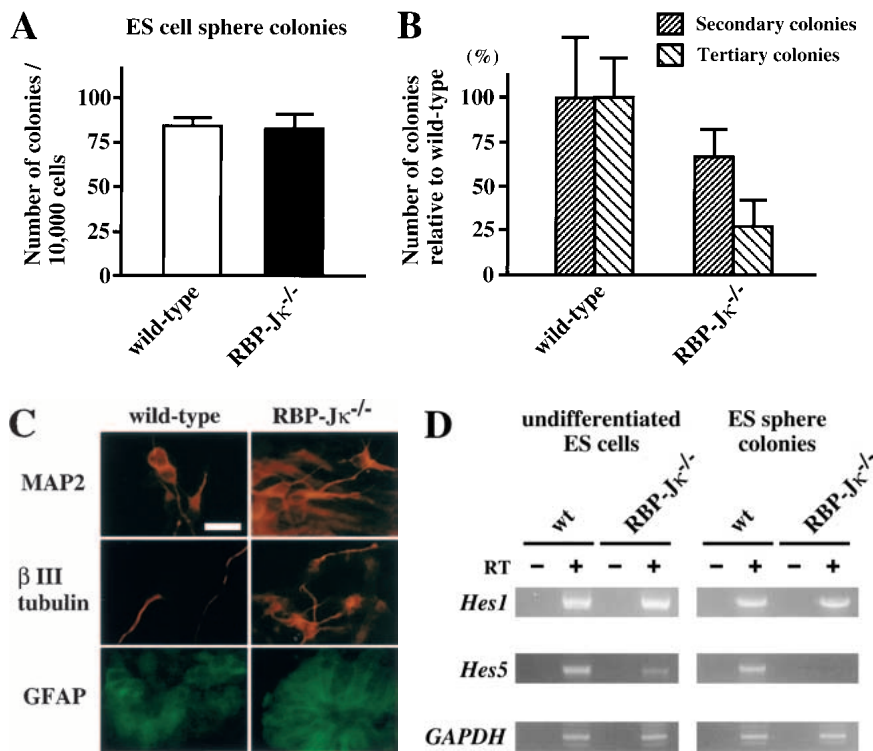 A
ES cell sphere colonies
Number of colonies /
10,000 cells
100
75
50
25
0
wild-type
RBP-Jκ-/-
B
Secondary colonies
Tertiary colonies
(%)
Number of colonies
relative to wild-type
100
75
50
25
0
wild-type
RBP-Jκ-/-
C
wild-type RBP-Jκ-/-
MAP2
β III
tubulin
GFAP
D
undifferentiated
ES cells
ES sphere
colonies
wt RBP-Jκ-/- wt RBP-Jκ-/-
RT − + − + − + − +
Hes1
Hes5
GAPDH